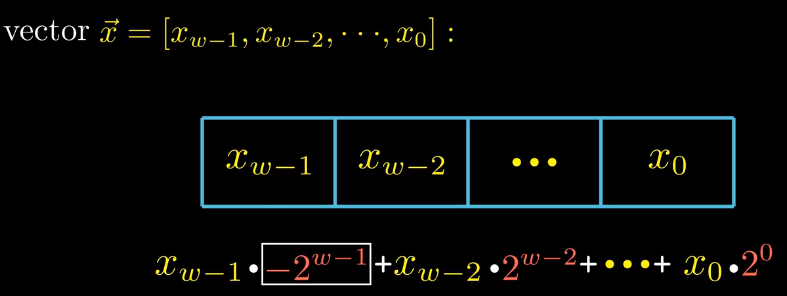 vector $\vec{x} = [x_{w-1}, x_{w-2}, \cdots, x_0]:$
$x_{w-1}$ $x_{w-2}$ $\cdots$ $x_0$
$x_{w-1} \cdot -2^{w-1} + x_{w-2} \cdot 2^{w-2} + \cdots + x_0 \cdot 2^0$